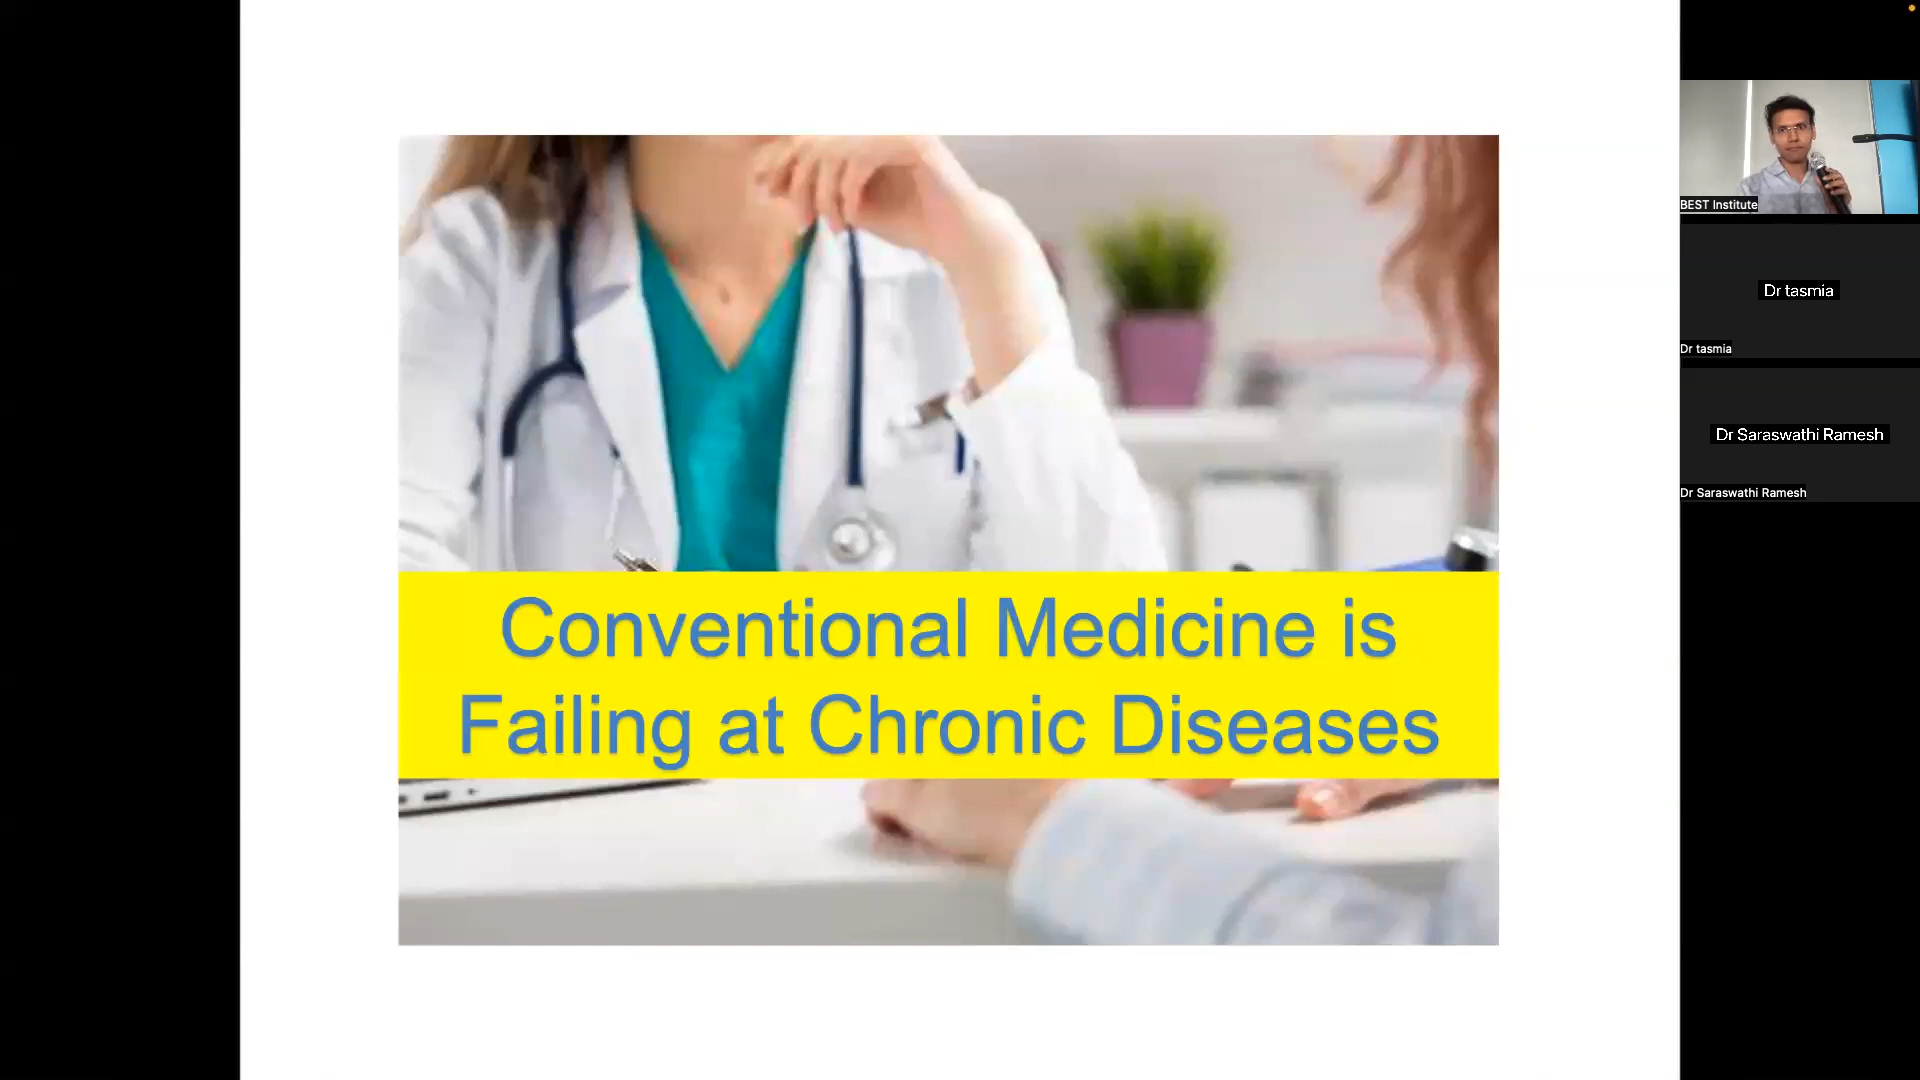 Conventional Medicine is
Failing at Chronic Diseases
BEST Institute
Dr tasmia
Dr tasmia
Dr Saraswathi Ramesh
Dr Saraswathi Ramesh